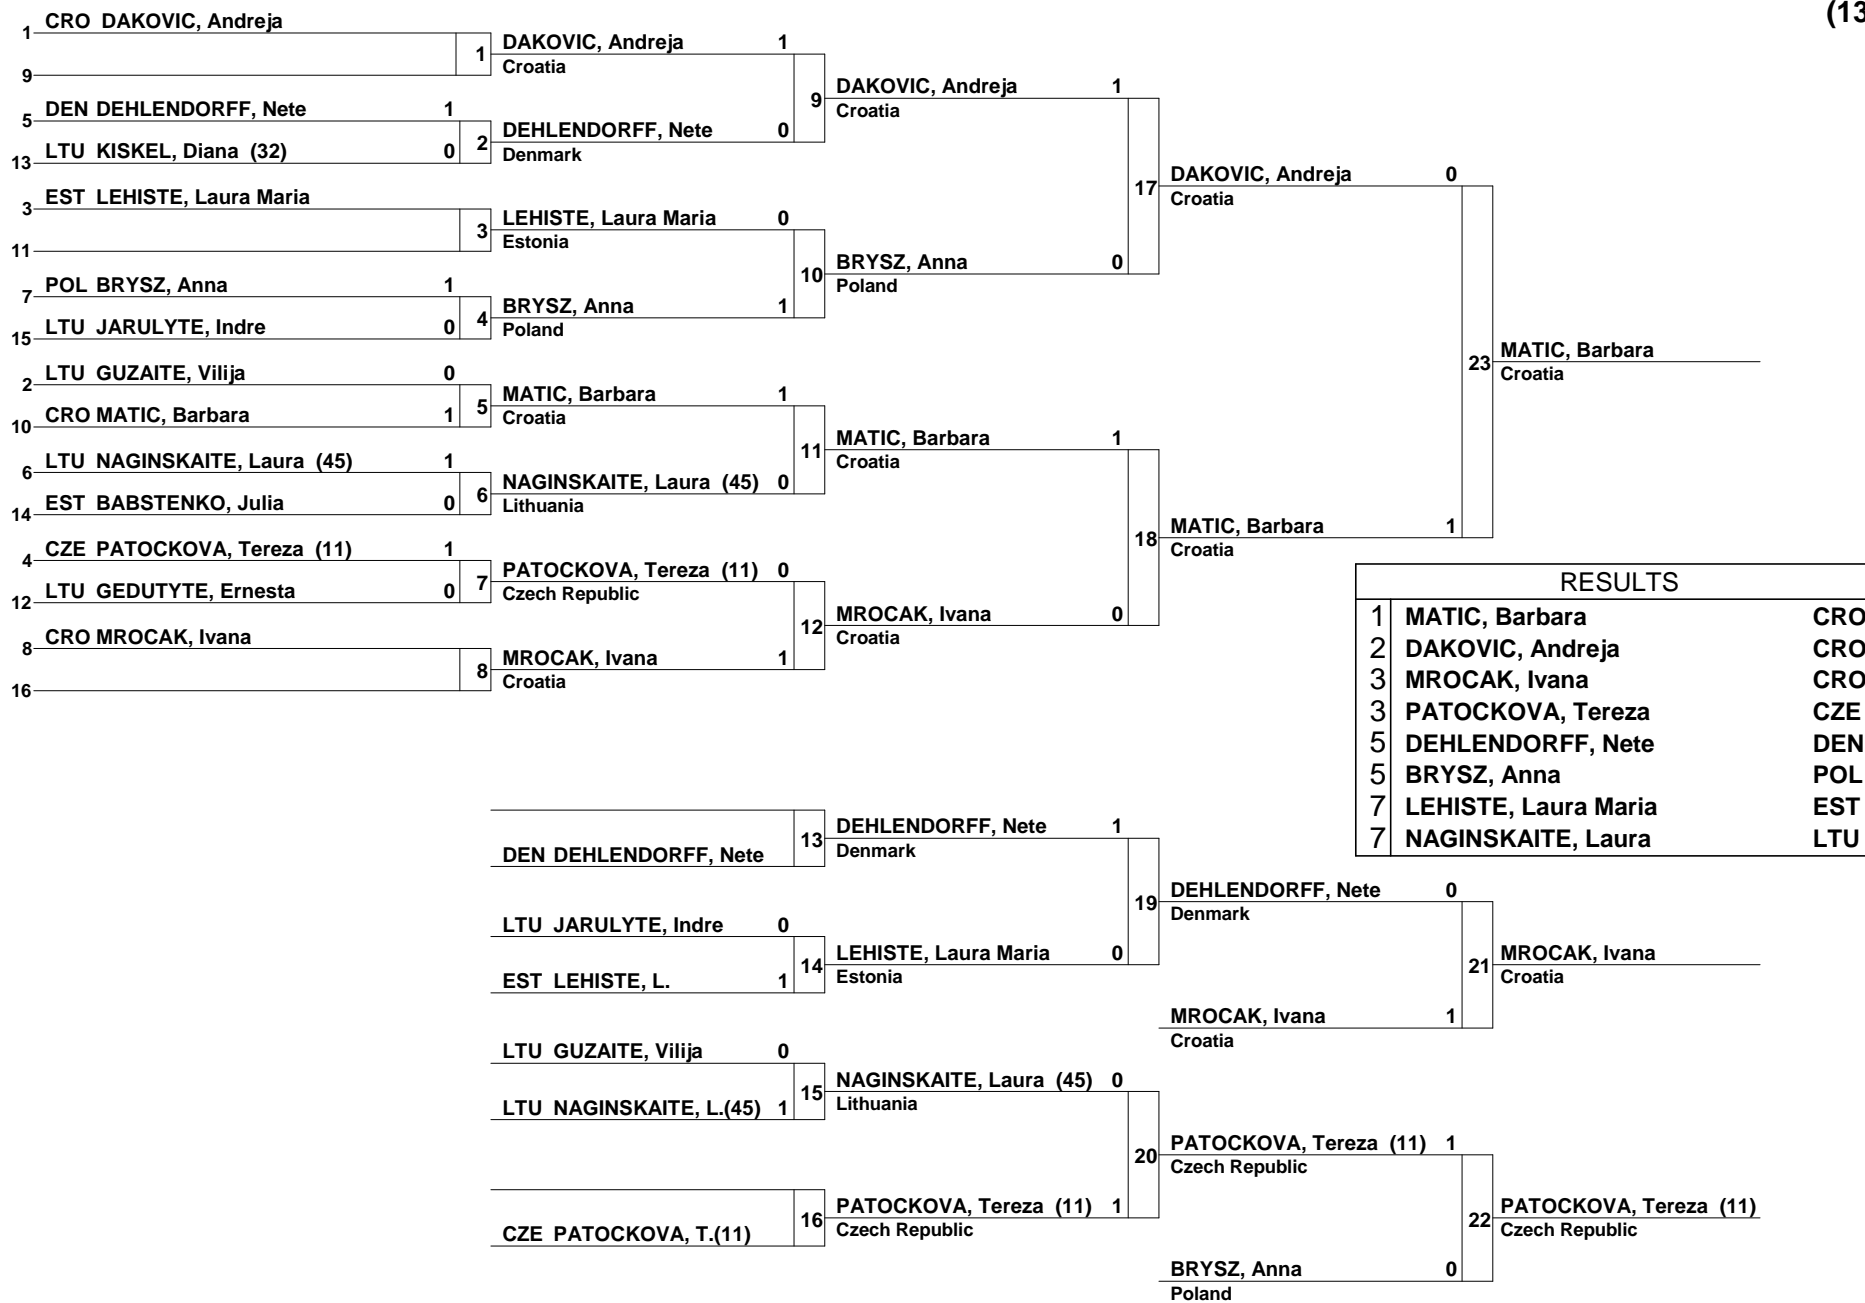 (13
1 CRO DAKOVIC, Andreja
9
1 DAKOVIC, Andreja 1
Croatia
5 DEN DEHLENDORFF, Nete 1
13 LTU KISKEL, Diana (32) 0
2 DEHLENDORFF, Nete 0
Denmark
9 DAKOVIC, Andreja 1
Croatia
3 EST LEHISTE, Laura Maria
11
3 LEHISTE, Laura Maria 0
Estonia
7 POL BRYSZ, Anna 1
15 LTU JARULYTE, Indre 0
4 BRYSZ, Anna 1
Poland
10 BRYSZ, Anna 0
Poland
17 DAKOVIC, Andreja 0
Croatia
2 LTU GUZAITE, Vilija 0
10 CRO MATIC, Barbara 1
5 MATIC, Barbara 1
Croatia
6 LTU NAGINSKAITE, Laura (45) 1
14 EST BABSTENKO, Julia 0
6 NAGINSKAITE, Laura (45) 0
Lithuania
11 MATIC, Barbara 1
Croatia
4 CZE PATOCKOVA, Tereza (11) 1
12 LTU GEDUTYTE, Ernesta 0
7 PATOCKOVA, Tereza (11) 0
Czech Republic
8 CRO MROCAK, Ivana
16
8 MROCAK, Ivana 1
Croatia
12 MROCAK, Ivana 0
Croatia
18 MATIC, Barbara 1
Croatia
23 MATIC, Barbara
Croatia
RESULTS
1 MATIC, Barbara CRO
2 DAKOVIC, Andreja CRO
3 MROCAK, Ivana CRO
3 PATOCKOVA, Tereza CZE
5 DEHLENDORFF, Nete DEN
5 BRYSZ, Anna POL
7 LEHISTE, Laura Maria EST
7 NAGINSKAITE, Laura LTU
DEN DEHLENDORFF, Nete
13 DEHLENDORFF, Nete 1
Denmark
LTU JARULYTE, Indre 0
EST LEHISTE, L. 1
14 LEHISTE, Laura Maria 0
Estonia
19 DEHLENDORFF, Nete 0
Denmark
MROCAK, Ivana 1
Croatia
21 MROCAK, Ivana
Croatia
LTU GUZAITE, Vilija 0
LTU NAGINSKAITE, L.(45) 1
15 NAGINSKAITE, Laura (45) 0
Lithuania
CZE PATOCKOVA, T.(11)
16 PATOCKOVA, Tereza (11) 1
Czech Republic
20 PATOCKOVA, Tereza (11) 1
Czech Republic
BRYSZ, Anna 0
Poland
22 PATOCKOVA, Tereza (11)
Czech Republic